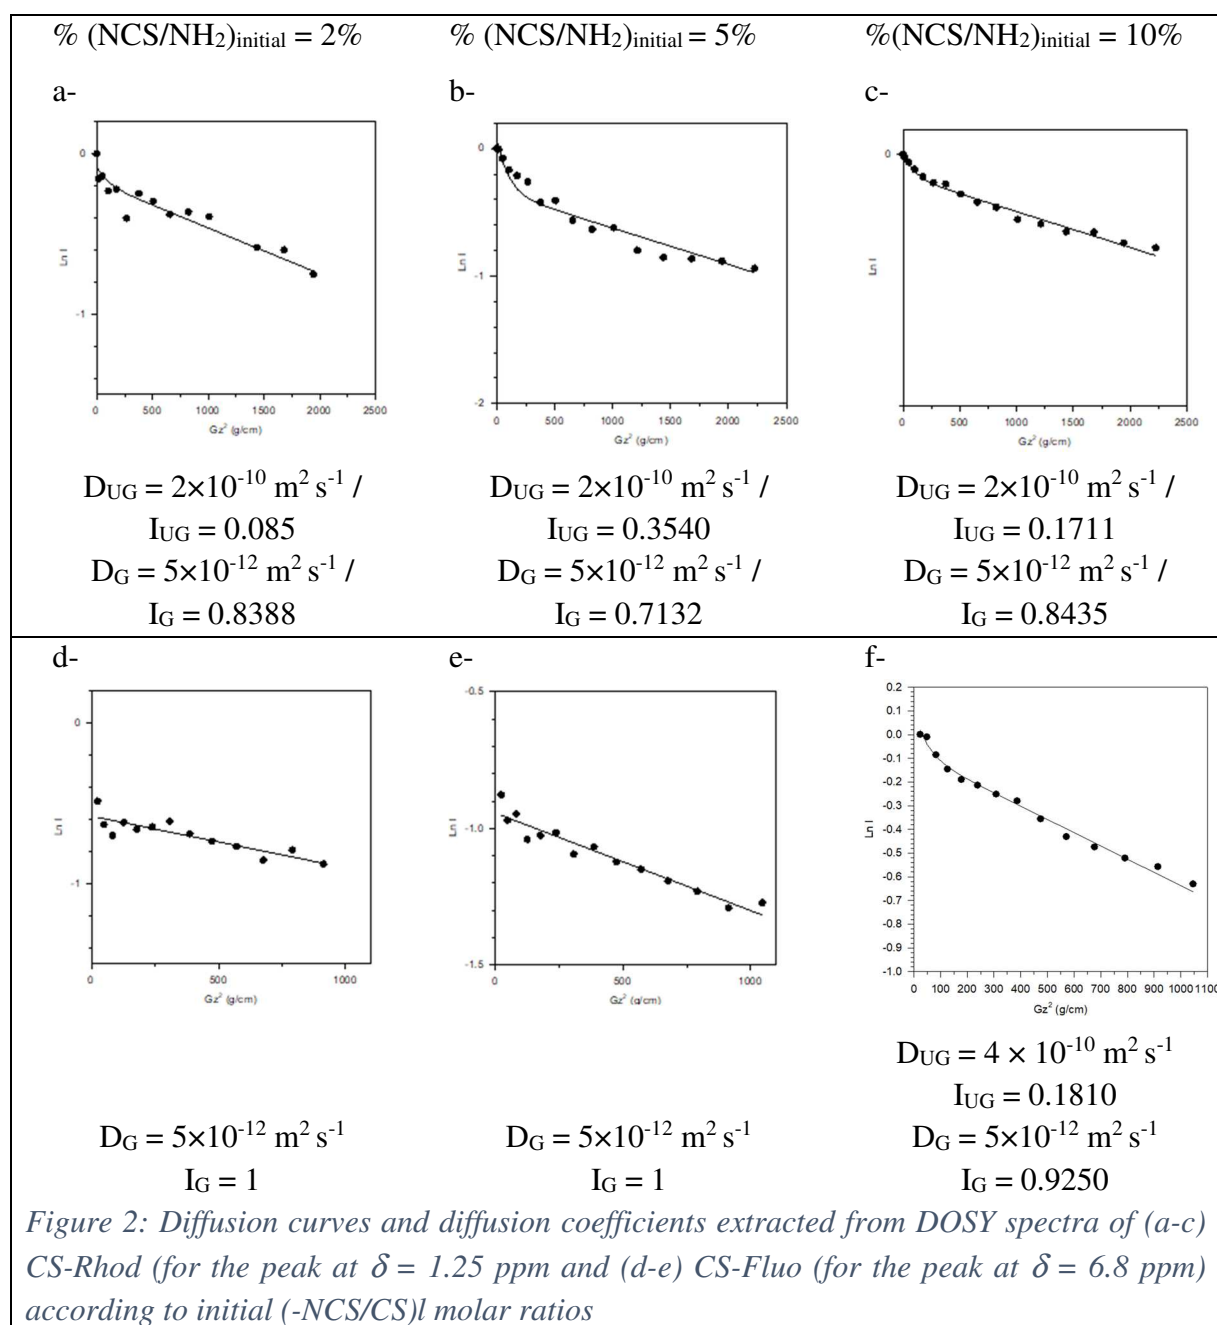 % (NCS/NH2)initial = 2% % (NCS/NH2)initial = 5% %(NCS/NH2)initial = 10%
a- b- c-
0
-1
Ln I
0 500 1000 1500 2000 2500
Gz² (g/cm)
0
-1
-2
Ln I
0 500 1000 1500 2000 2500
Gz² (g/cm)
0
Ln I
0 500 1000 1500 2000 2500
Gz² (g/cm)
DUG = 2×10⁻¹⁰ m² s⁻¹ / DUG = 2×10⁻¹⁰ m² s⁻¹ / DUG = 2×10⁻¹⁰ m² s⁻¹ /
IUG = 0.085 IUG = 0.3540 IUG = 0.1711
DG = 5×10⁻¹² m² s⁻¹ / DG = 5×10⁻¹² m² s⁻¹ / DG = 5×10⁻¹² m² s⁻¹ /
IG = 0.8388 IG = 0.7132 IG = 0.8435
d- e- f-
0
-1
Ln I
0 500 1000
Gz² (g/cm)
-0.5
-1.0
-1.5
Ln I
0 500 1000
Gz² (g/cm)
0.2
0.1
0.0
-0.1
-0.2
-0.3
-0.4
-0.5
-0.6
-0.7
-0.8
-0.9
-1.0
Ln I
0 100 200 300 400 500 600 700 800 900 1000 1100
Gz² (g/cm)
DUG = 4 × 10⁻¹⁰ m² s⁻¹
IUG = 0.1810
DG = 5×10⁻¹² m² s⁻¹ DG = 5×10⁻¹² m² s⁻¹ DG = 5×10⁻¹² m² s⁻¹
IG = 1 IG = 1 IG = 0.9250
Figure 2: Diffusion curves and diffusion coefficients extracted from DOSY spectra of (a-c)
CS-Rhod (for the peak at δ = 1.25 ppm and (d-e) CS-Fluo (for the peak at δ = 6.8 ppm)
according to initial (-NCS/CS)l molar ratios